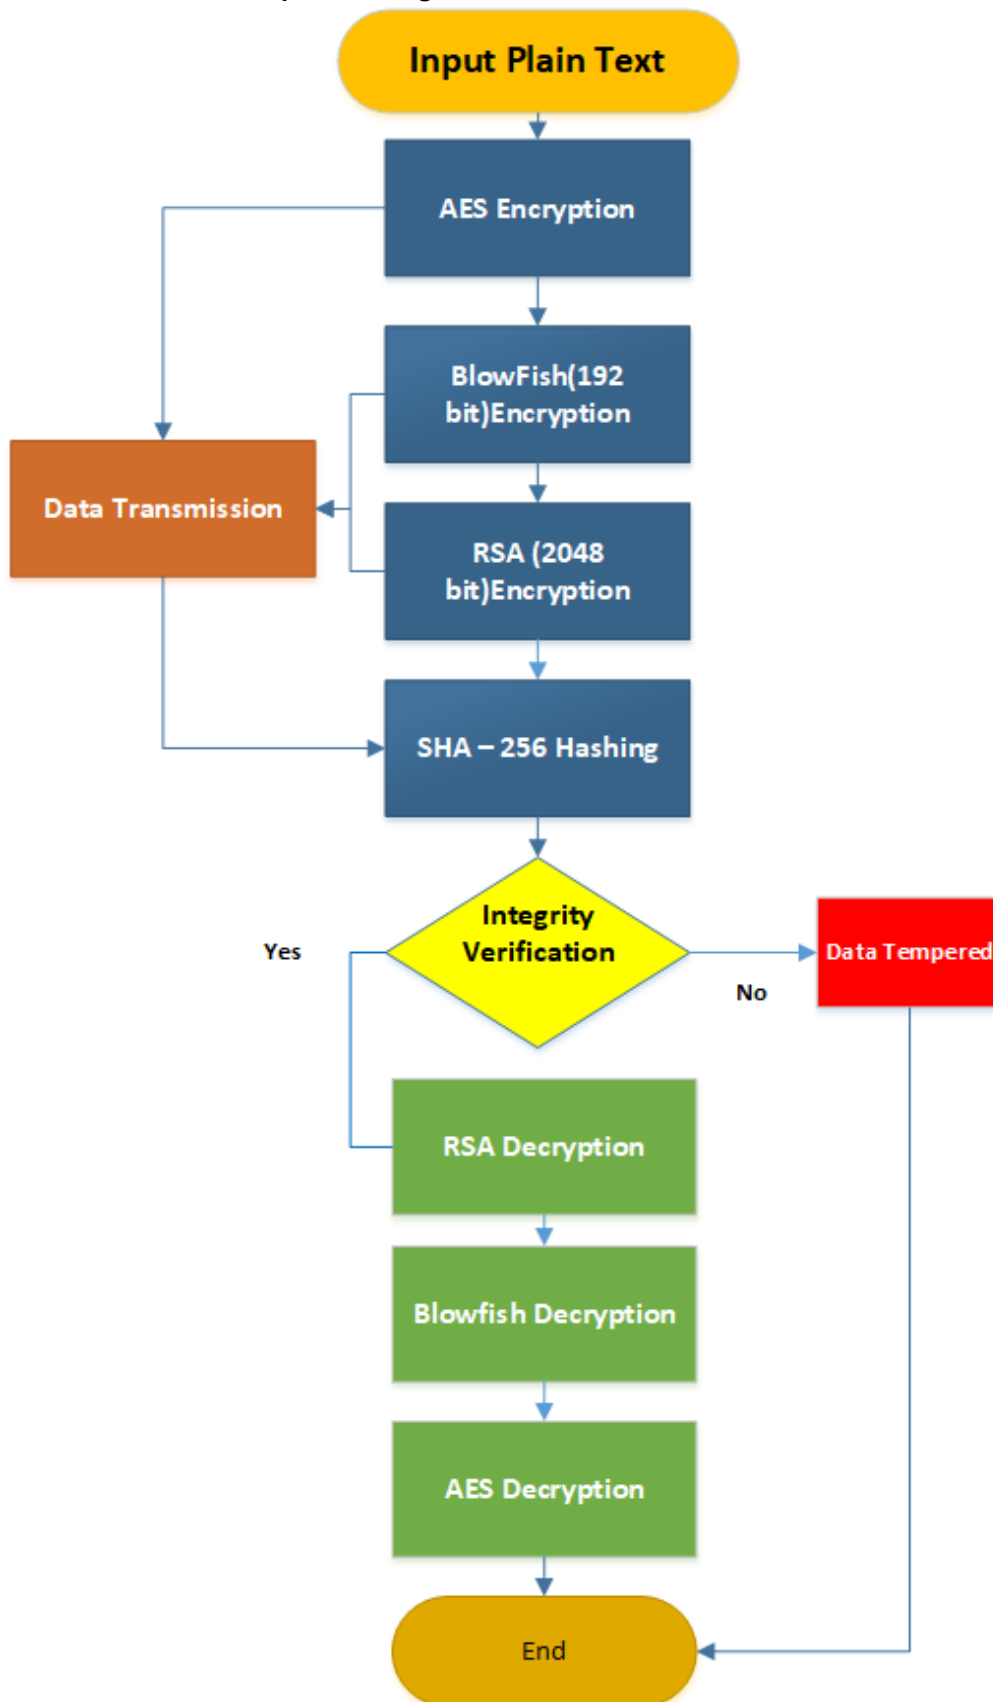 Input Plain Text
AES Encryption
BlowFish(192
bit)Encryption
Data Transmission
RSA (2048
bit)Encryption
SHA – 256 Hashing
Integrity
Verification
Yes
Data Tempered
No
RSA Decryption
Blowfish Decryption
AES Decryption
End